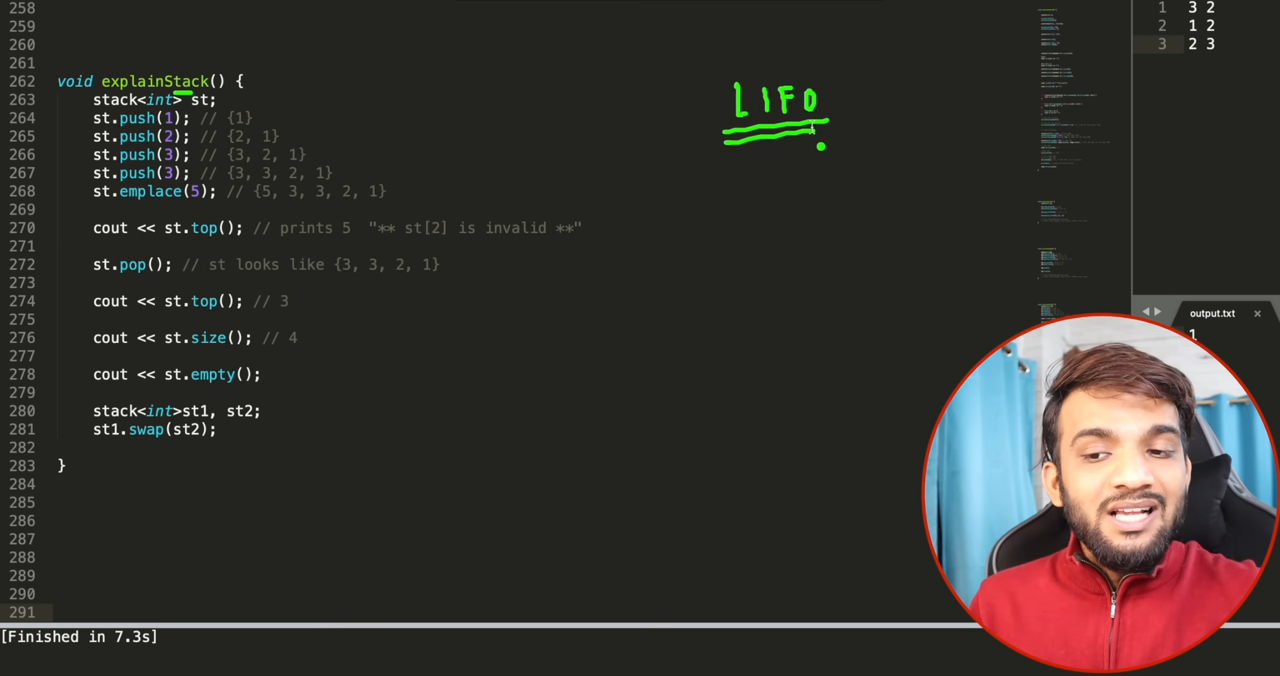 258
259
260
261
262 void explainStack() {
263 stack<int> st;
264 st.push(1); // {1}
265 st.push(2); // {2, 1}
266 st.push(3); // {3, 2, 1}
267 st.push(3); // {3, 3, 2, 1}
268 st.emplace(5); // {5, 3, 3, 2, 1}
269
270 cout << st.top(); // prints 5 "** st[2] is invalid **"
271
272 st.pop(); // st looks like {3, 3, 2, 1}
273
274 cout << st.top(); // 3
275
276 cout << st.size(); // 4
277
278 cout << st.empty();
279
280 stack<int>st1, st2;
281 st1.swap(st2);
282
283 }
284
285
286
287
288
289
290
291
[Finished in 7.3s]
LIFO
1 3 2
2 1 2
3 2 3
output.txt ×
1